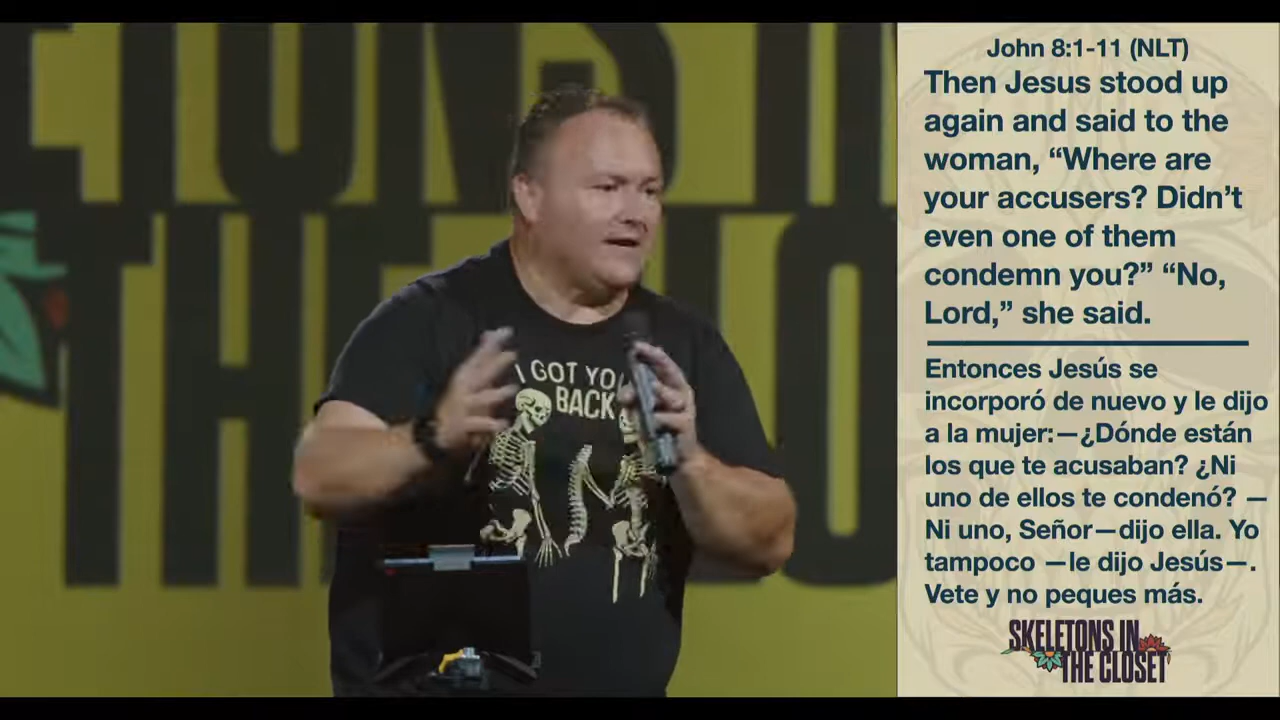 ETONS IN
THE
I GOT YOU
BACK
John 8:1-11 (NLT)
Then Jesus stood up
again and said to the
woman, “Where are
your accusers? Didn’t
even one of them
condemn you?” “No,
Lord,” she said.
Entonces Jesús se
incorporó de nuevo y le dijo
a la mujer:—¿Dónde están
los que te acusaban? ¿Ni
uno de ellos te condenó? —
Ni uno, Señor—dijo ella. Yo
tampoco —le dijo Jesús—.
Vete y no peques más.
SKELETONS IN
THE CLOSET